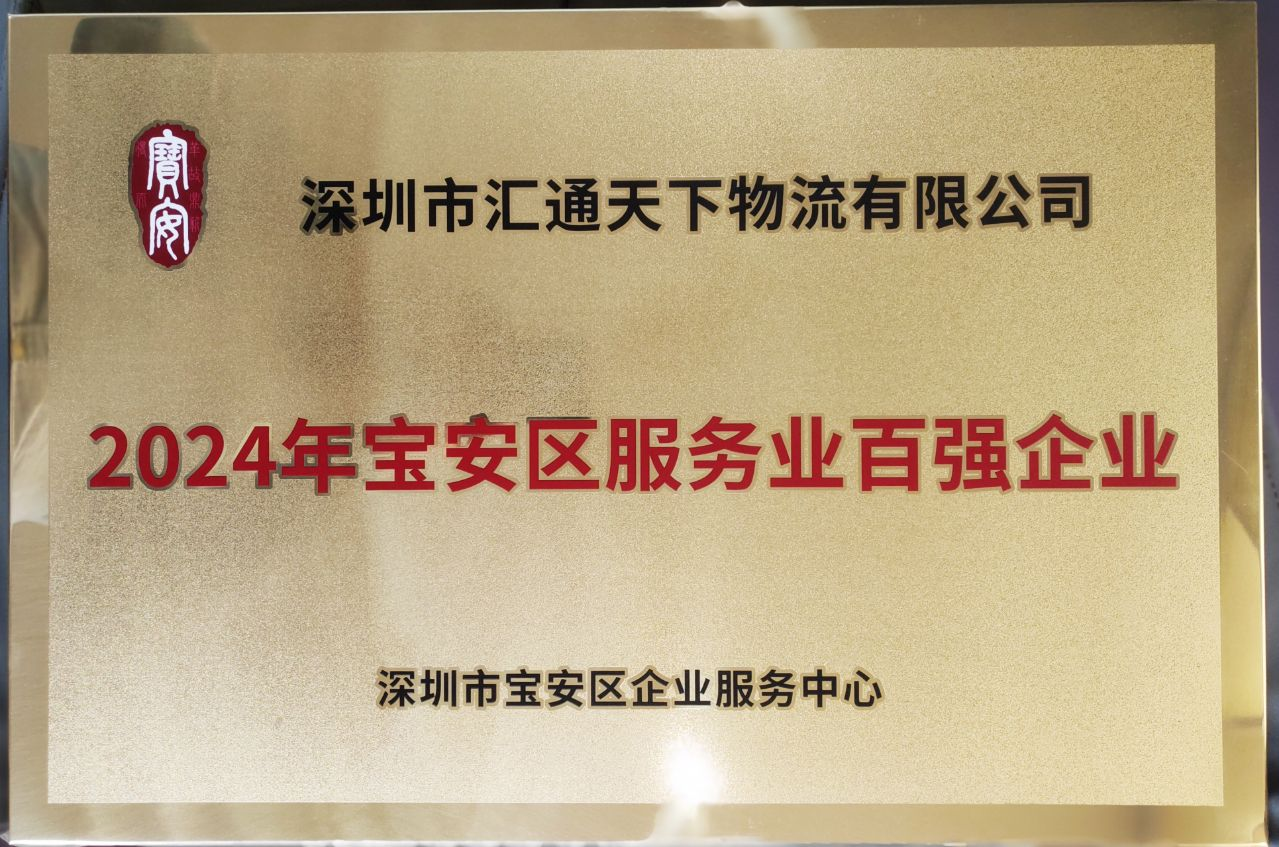 寶安
深圳市汇通天下物流有限公司
2024年宝安区服务业百强企业
深圳市宝安区企业服务中心